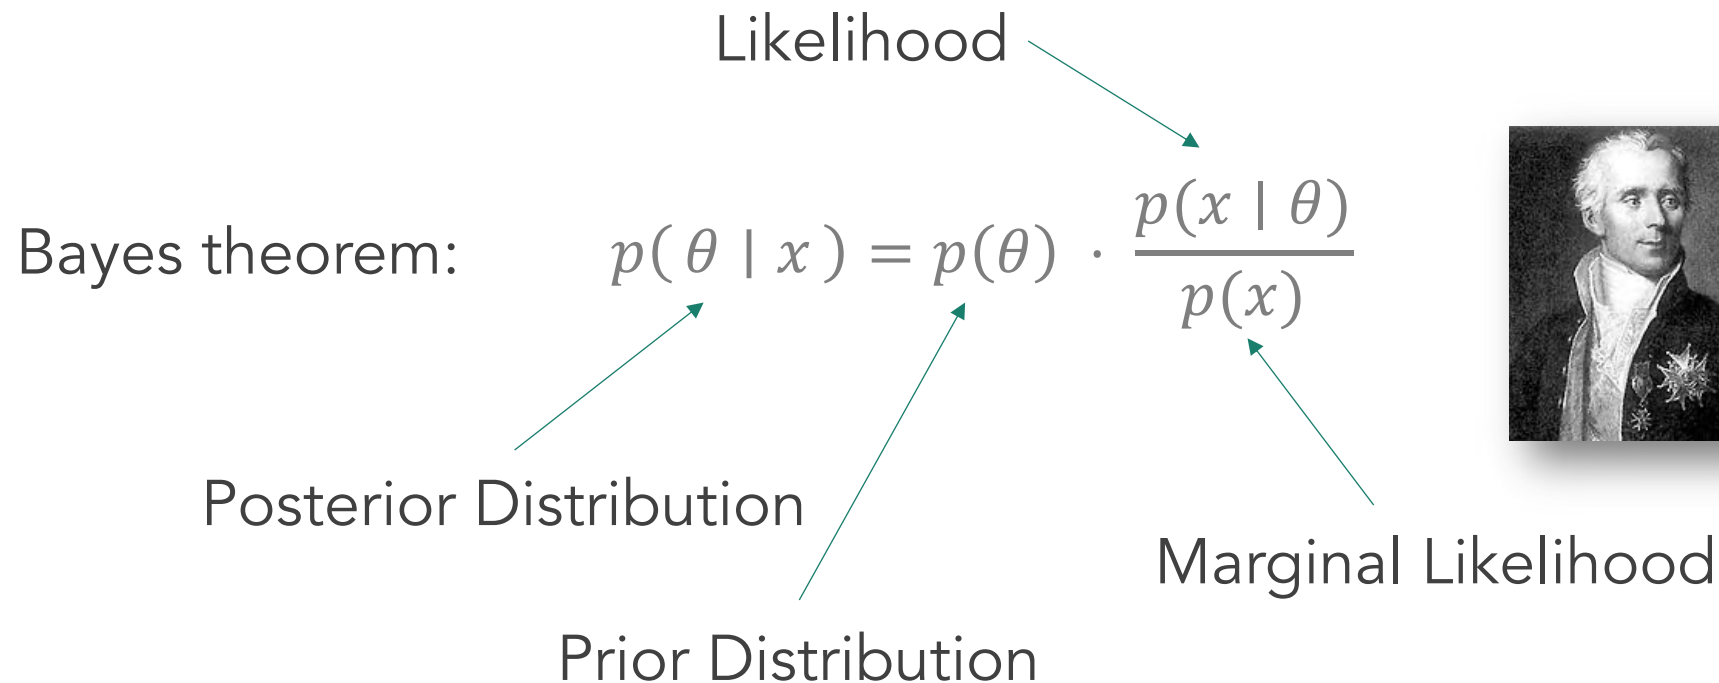 Likelihood
Bayes theorem: p( θ | x ) = p(θ) · p(x | θ) / p(x)
Posterior Distribution
Marginal Likelihood
Prior Distribution